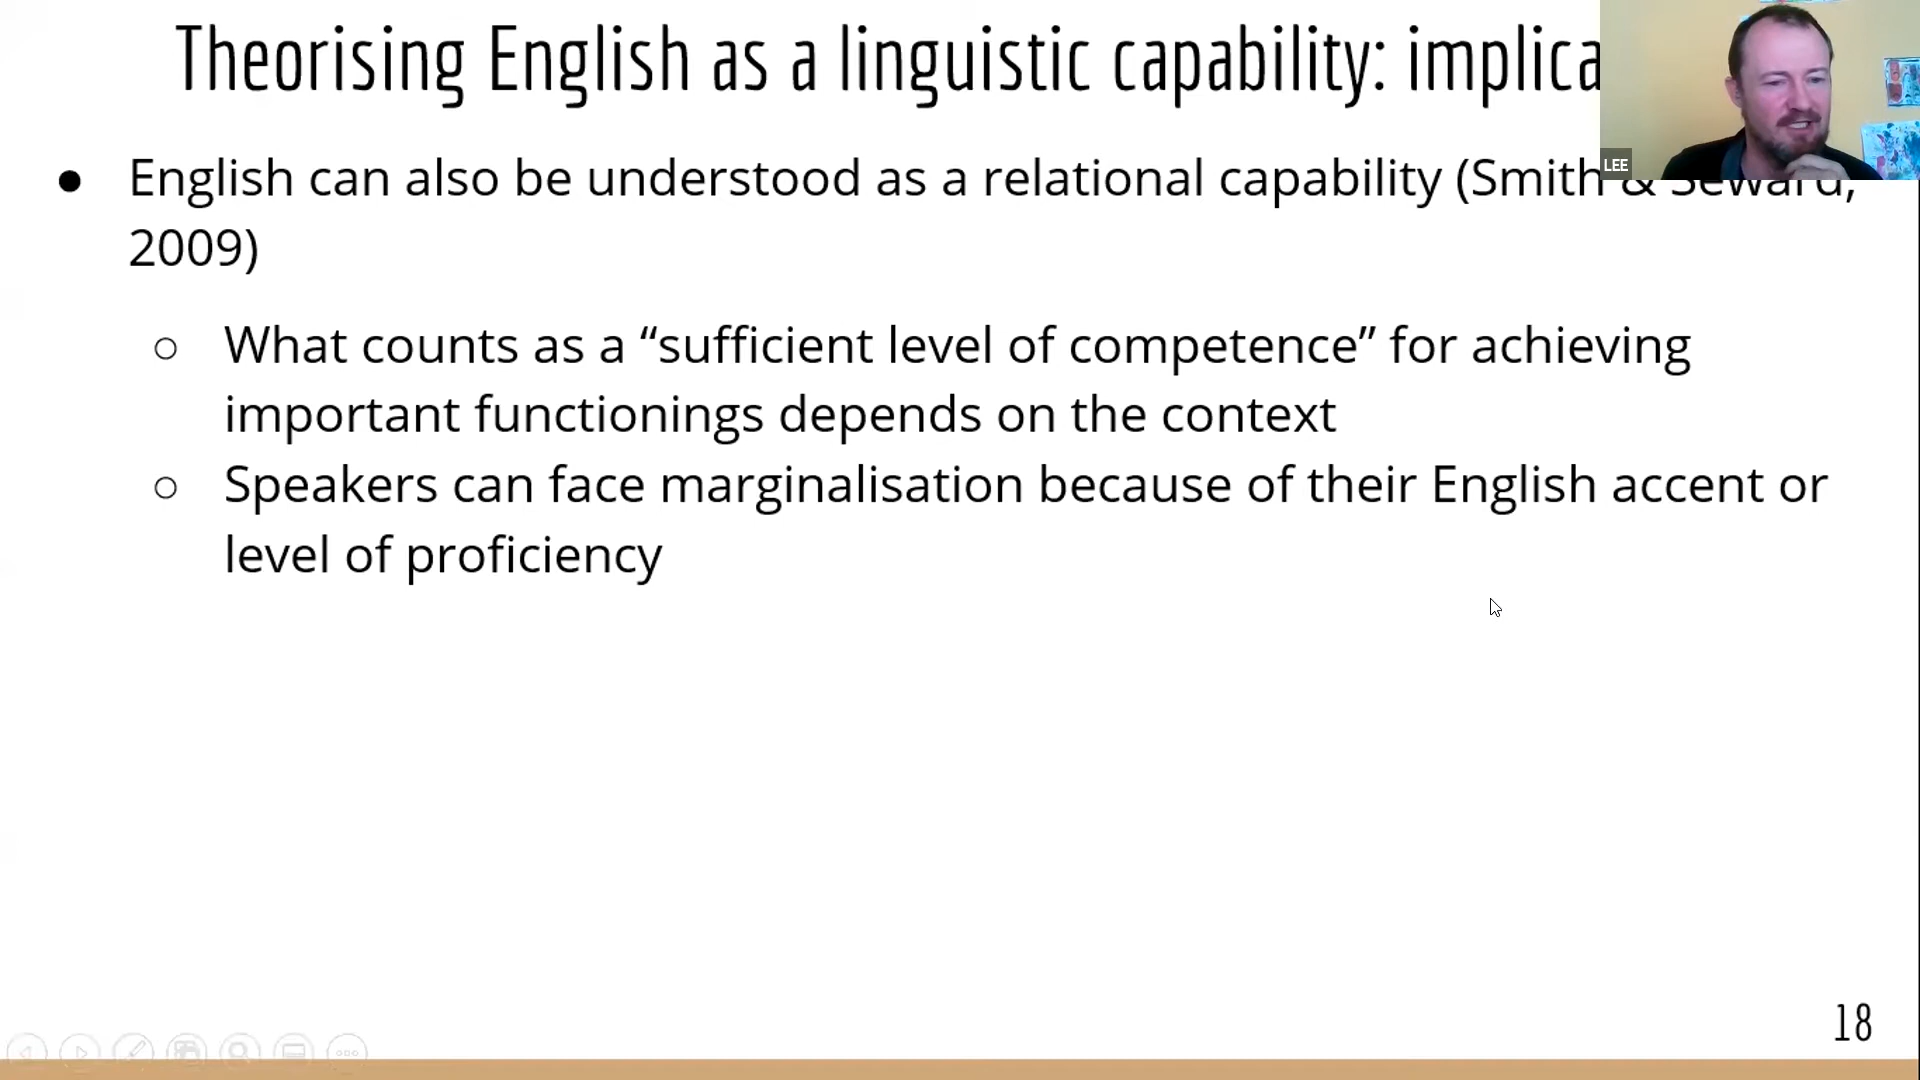 Theorising English as a linguistic capability: implica
LEE
● English can also be understood as a relational capability (Smith & Seward,
2009)
○ What counts as a “sufficient level of competence” for achieving
important functionings depends on the context
○ Speakers can face marginalisation because of their English accent or
level of proficiency
18